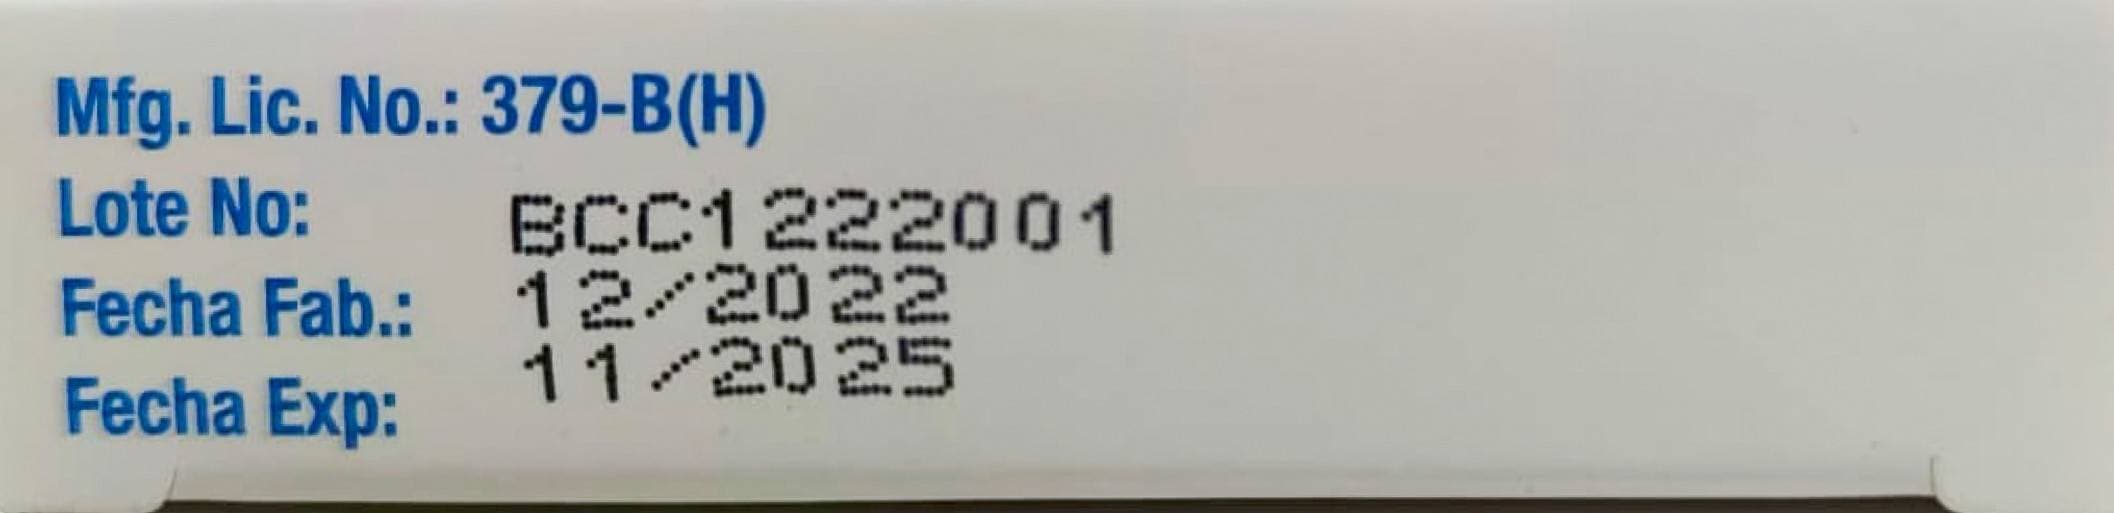 Mfg. Lic. No.: 379-B(H)
Lote No: BCC1222001
Fecha Fab.: 12/2022
Fecha Exp: 11/2025